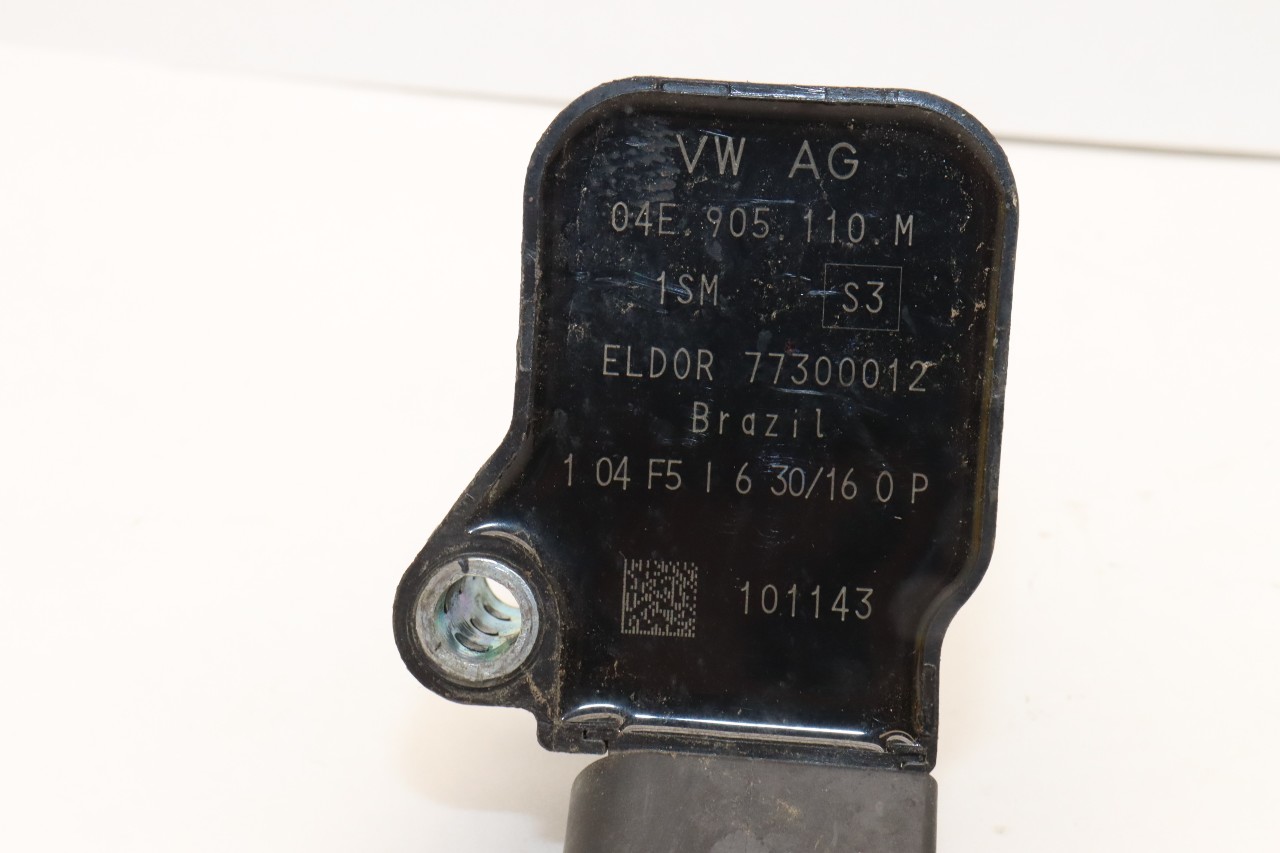 VW AG
04E.905.110.M
1SM S3
ELDOR 77300012
Brazil
1 04 F5 I 6 30/16 0 P
101143